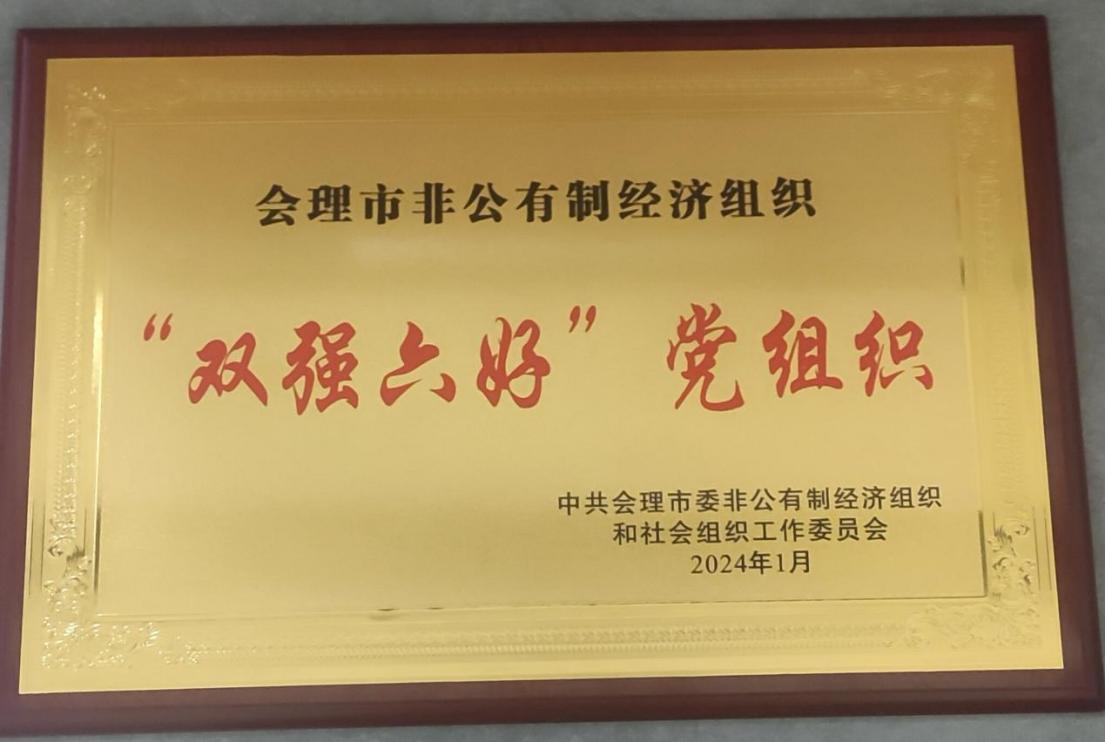 会理市非公有制经济组织
“双强六好”党组织
中共会理市委非公有制经济组织
和社会组织工作委员会
2024年1月